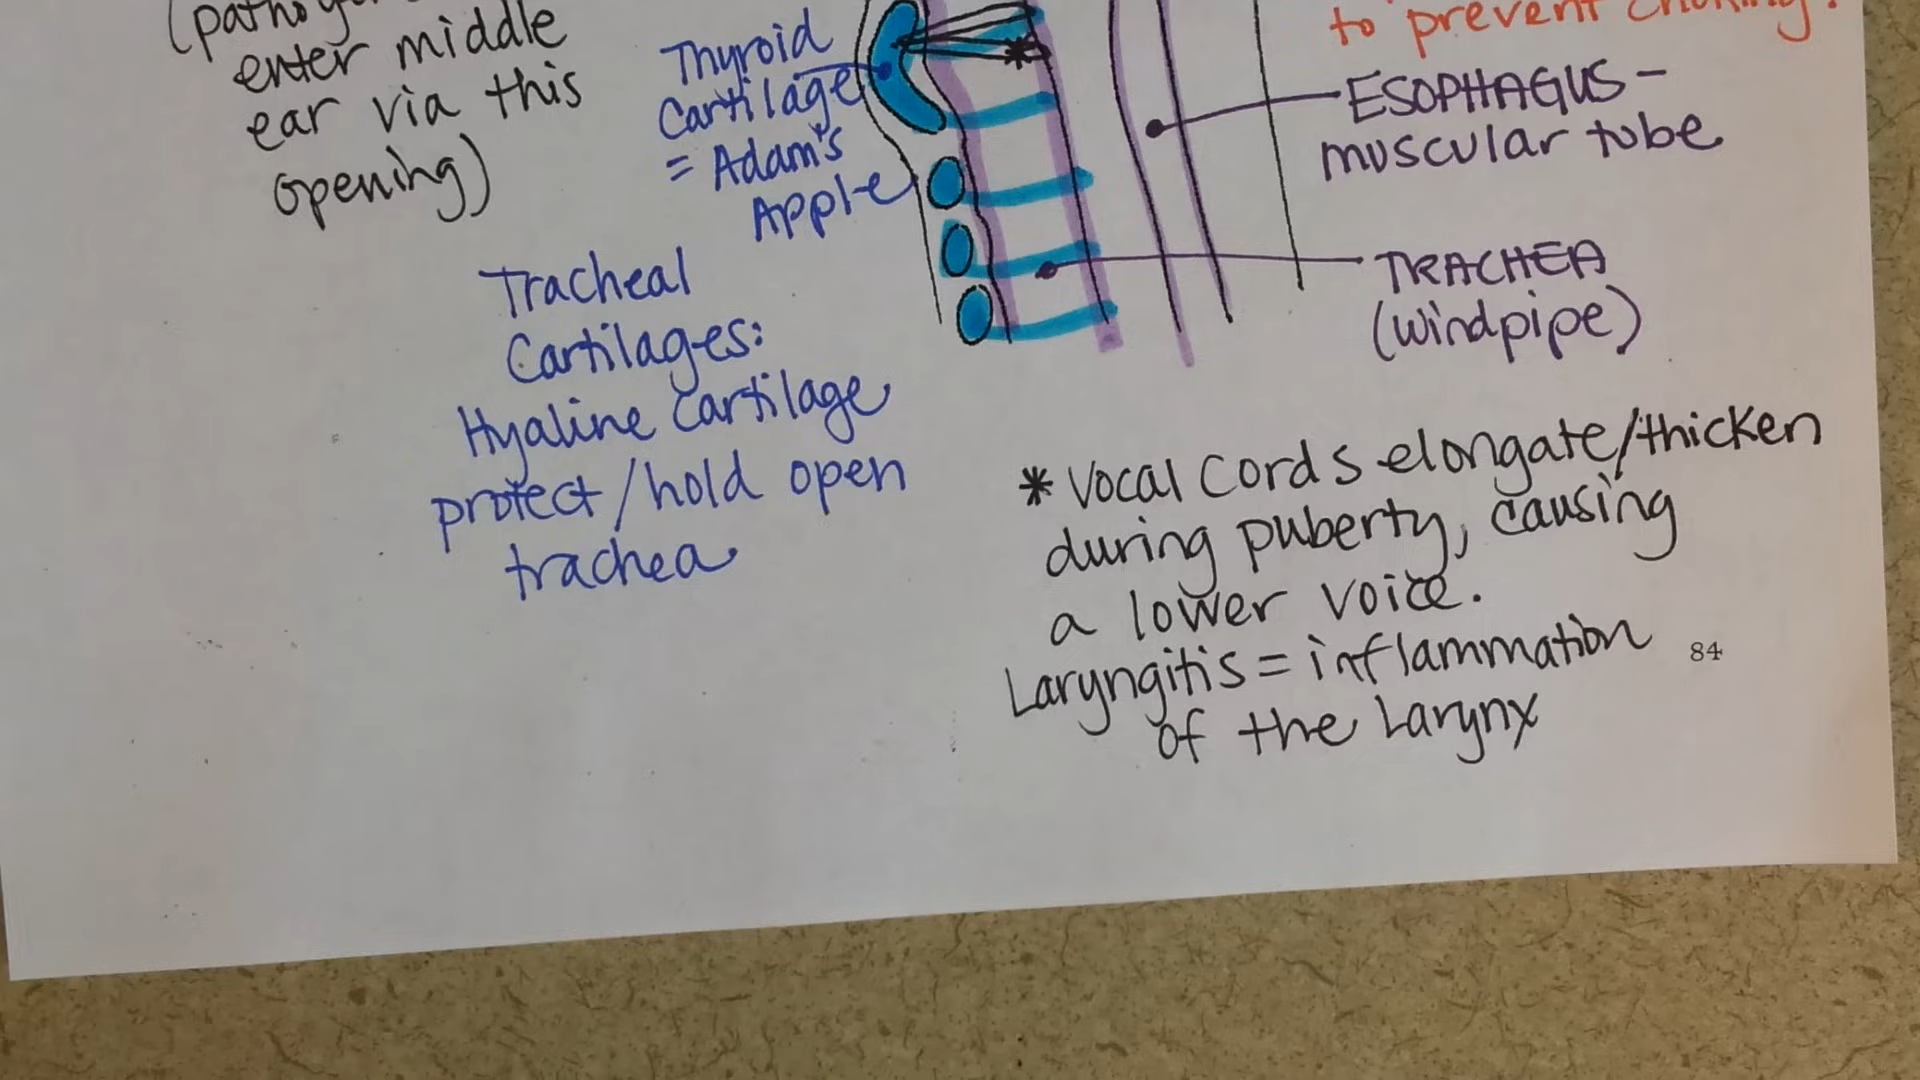 enter middle
ear via this
opening)
Thyroid
Cartilage
= Adam's
Apple
Tracheal
Cartilages:
Hyaline Cartilage
protect/hold open
trachea
to prevent choking!
ESOPHAGUS -
muscular tube
TRACHEA
(windpipe)
* Vocal Cords elongate/thicken
during puberty, causing
a lower voice.
Laryngitis = inflammation
of the Larynx
84